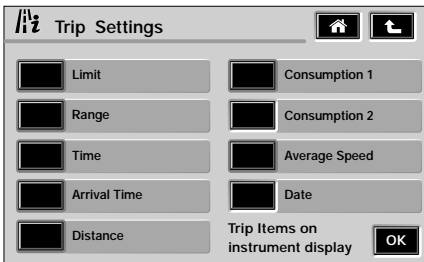 Trip Settings
Limit
Range
Time
Arrival Time
Distance
Consumption 1
Consumption 2
Average Speed
Date
Trip Items on
instrument display
OK